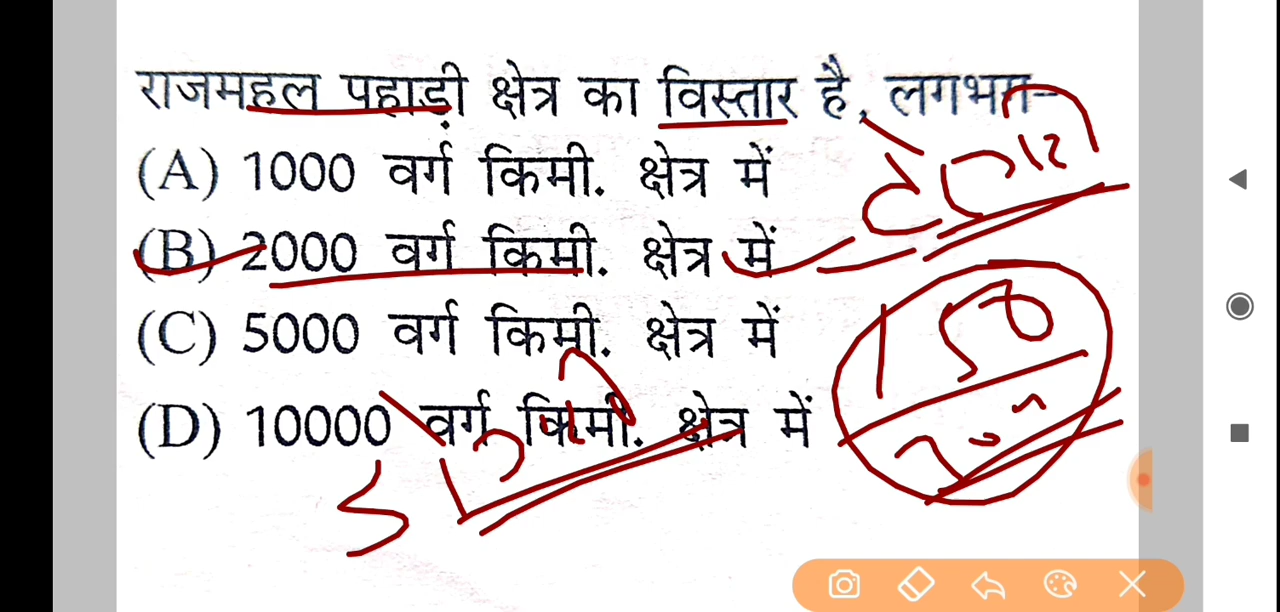 राजमहल पहाड़ी क्षेत्र का विस्तार है, लगभग–
(A) 1000 वर्ग किमी. क्षेत्र में
(B) 2000 वर्ग किमी. क्षेत्र में
(C) 5000 वर्ग किमी. क्षेत्र में
(D) 10000 वर्ग किमी. क्षेत्र में